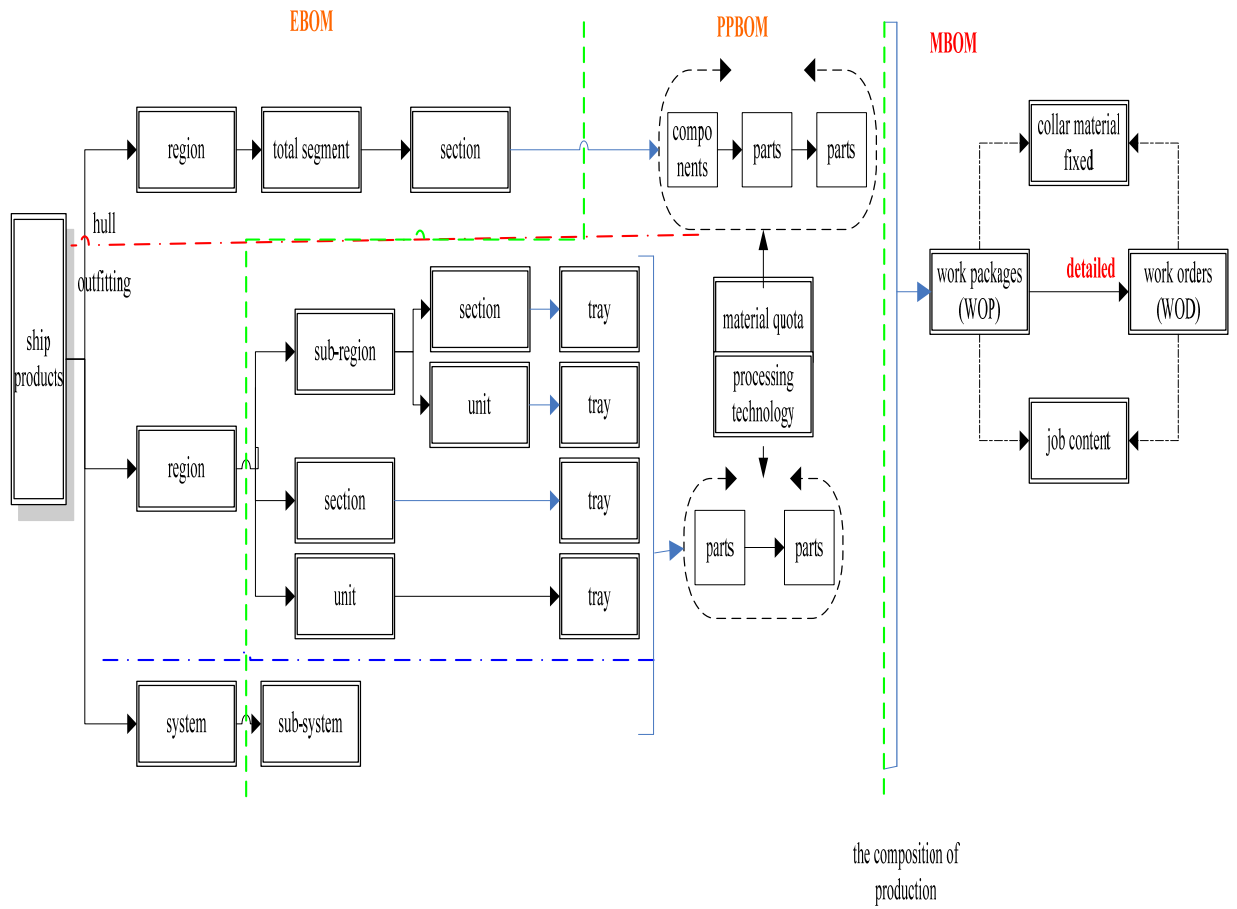 EBOM
PPBOM
MBOM
region
total segment
section
compo
nents
parts
parts
collar material
fixed
hull
outfitting
ship
products
section
tray
sub-region
unit
tray
material quota
processing
technology
work packages
(WOP)
detailed
work orders
(WOD)
region
section
tray
unit
tray
parts
parts
job content
system
sub-system
the composition of
production